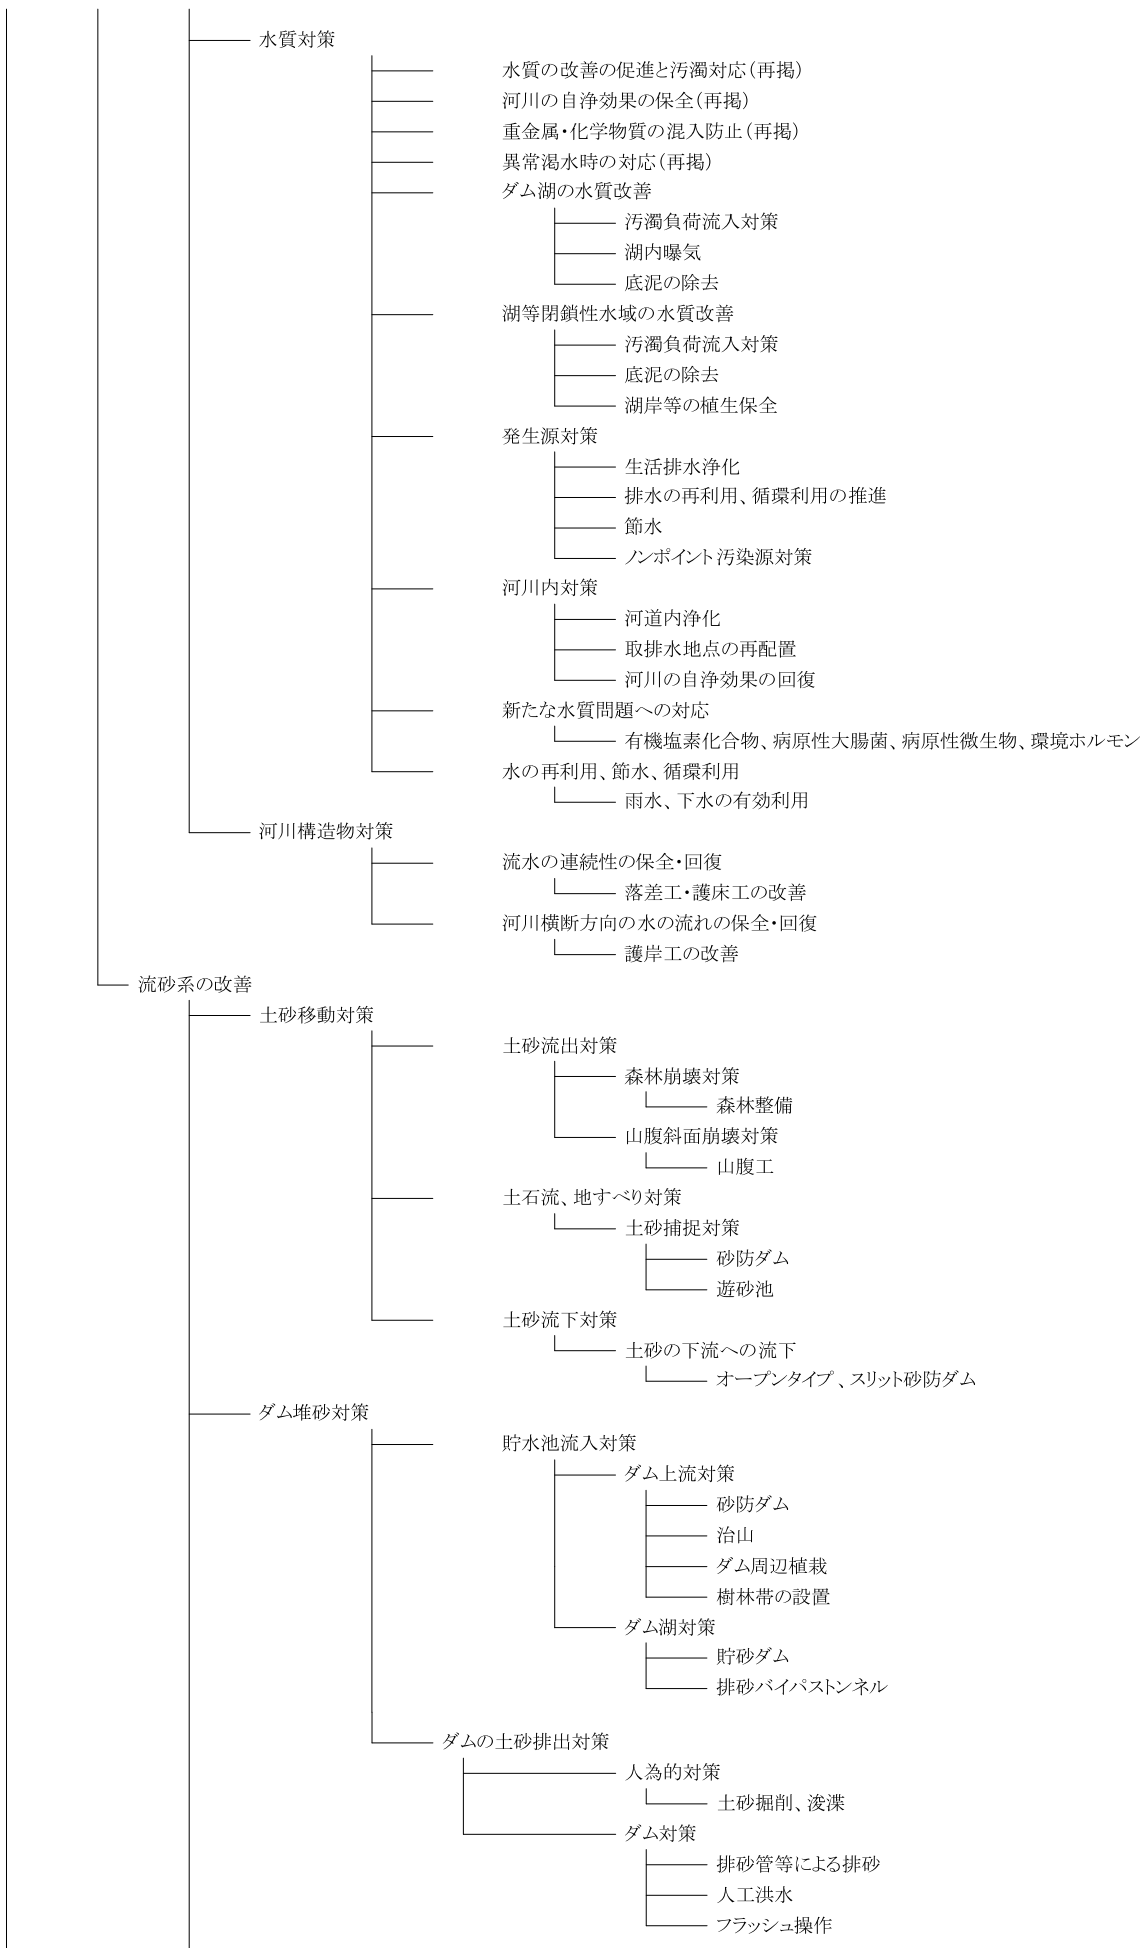 水質対策
水質の改善の促進と汚濁対応(再掲)
河川の自浄効果の保全(再掲)
重金属・化学物質の混入防止(再掲)
異常渇水時の対応(再掲)
ダム湖の水質改善
汚濁負荷流入対策
湖内曝気
底泥の除去
湖等閉鎖性水域の水質改善
汚濁負荷流入対策
底泥の除去
湖岸等の植生保全
発生源対策
生活排水浄化
排水の再利用、循環利用の推進
節水
ノンポイント汚染源対策
河川内対策
河道内浄化
取排水地点の再配置
河川の自浄効果の回復
新たな水質問題への対応
有機塩素化合物、病原性大腸菌、病原性微生物、環境ホルモン
水の再利用、節水、循環利用
雨水、下水の有効利用
河川構造物対策
流水の連続性の保全・回復
落差工・護床工の改善
河川横断方向の水の流れの保全・回復
護岸工の改善
流砂系の改善
土砂移動対策
土砂流出対策
森林崩壊対策
森林整備
山腹斜面崩壊対策
山腹工
土石流、地すべり対策
土砂捕捉対策
砂防ダム
遊砂池
土砂流下対策
土砂の下流への流下
オープンタイプ、スリット砂防ダム
ダム堆砂対策
貯水池流入対策
ダム上流対策
砂防ダム
治山
ダム周辺植栽
樹林帯の設置
ダム湖対策
貯砂ダム
排砂バイパストンネル
ダムの土砂排出対策
人為的対策
土砂掘削、浚渫
ダム対策
排砂管等による排砂
人工洪水
フラッシュ操作